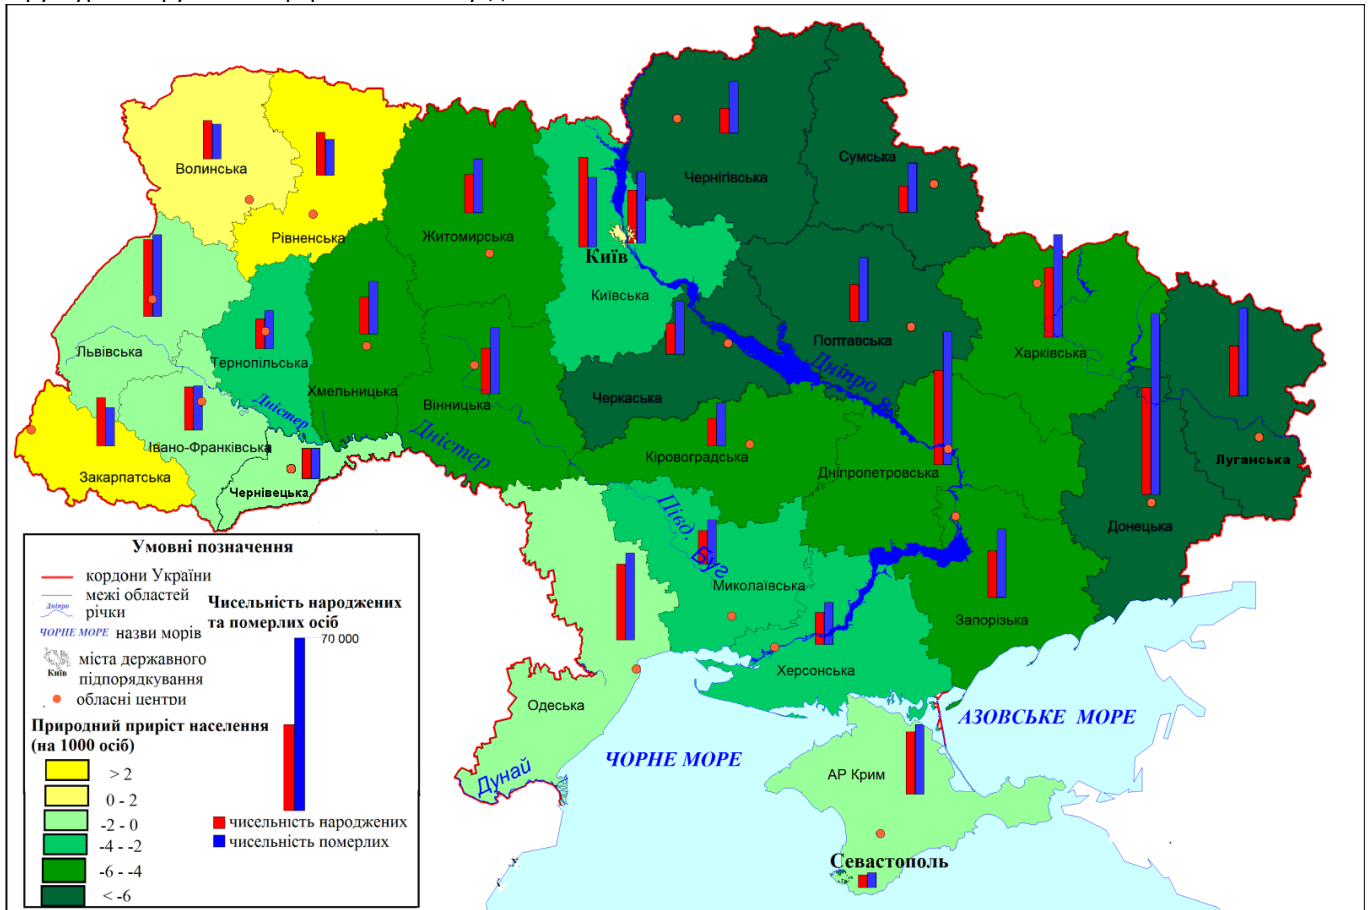 Волинська
Рівненська
Житомирська
Київ
Київська
Чернігівська
Сумська
Львівська
Тернопільська
Хмельницька
Вінницька
Черкаська
Полтавська
Харківська
Луганська
Закарпатська
Івано-Франківська
Чернівецька
Дністер
Дністер
Кіровоградська
Дніпро
Дніпропетровська
Донецька
Півд. Буг
Миколаївська
Запорізька
Херсонська
Одеська
Дунай
АР Крим
Севастополь
ЧОРНЕ МОРЕ
АЗОВСЬКЕ МОРЕ
Умовні позначення
кордони України
межі областей
Дніпро річки
ЧОРНЕ МОРЕ назви морів
Київ міста державного
підпорядкування
обласні центри
Природний приріст населення
(на 1000 осіб)
> 2
0 - 2
-2 - 0
-4 - -2
-6 - -4
< -6
Чисельність народжених
та померлих осіб
70 000
чисельність народжених
чисельність померлих